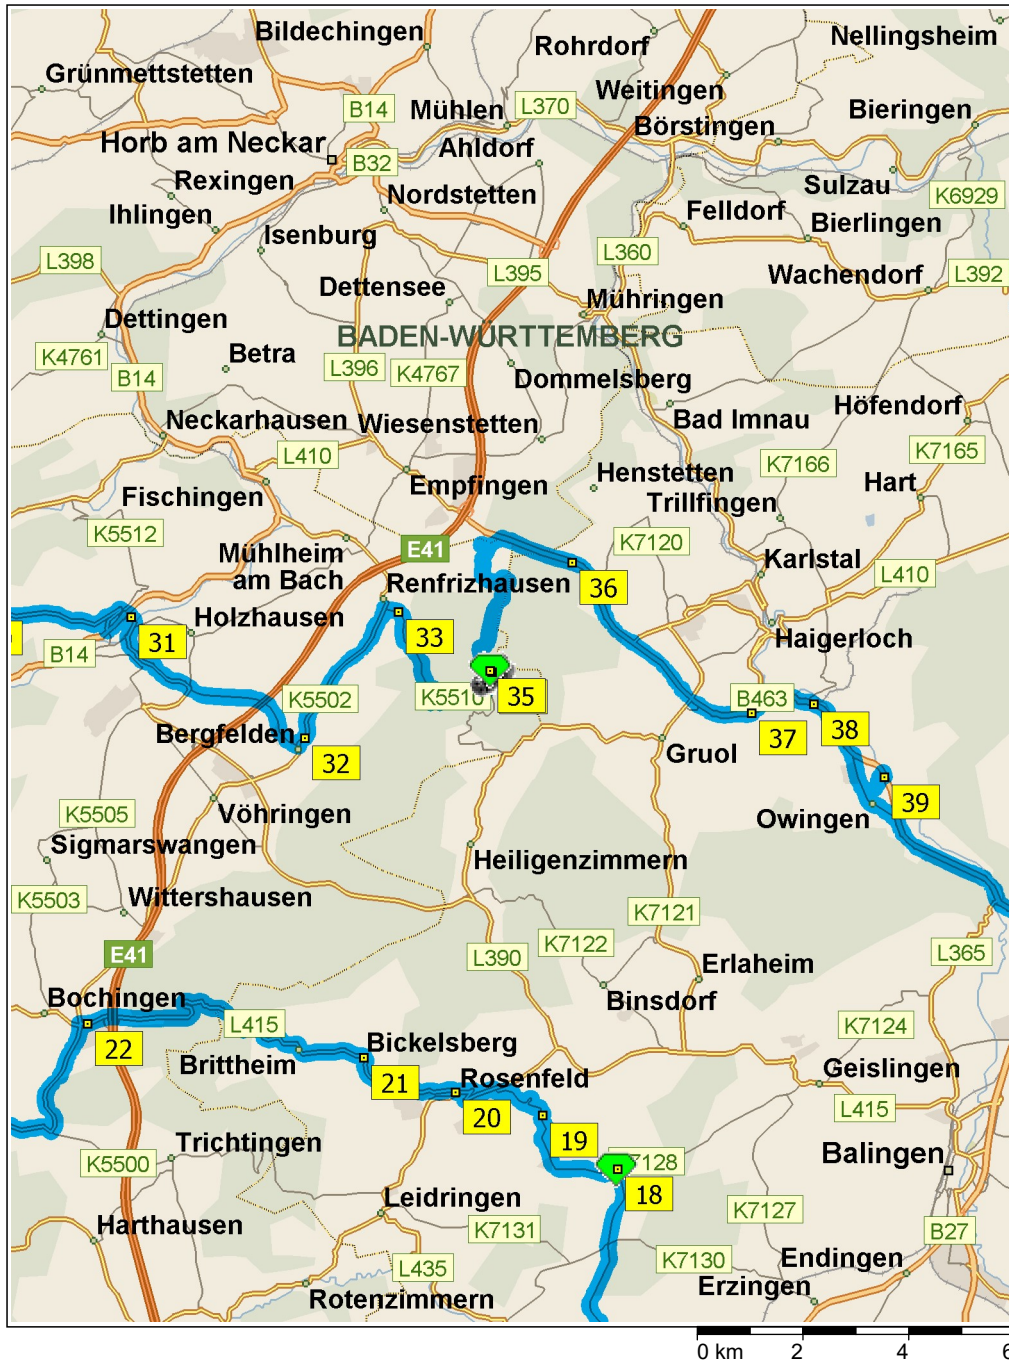 Bildechingen
Rohrdorf
Nellingsheim
Grünmettstetten
Weitingen
B14
Mühlen
L370
Bieringen
Börstingen
Horb am Neckar
B32
Ahldorf
Rexingen
Nordstetten
Sulzau
K6929
Ihlingen
Felldorf
Bierlingen
Isenburg
L398
L395
L360
Wachendorf
L392
Dettensee
Mühringen
Dettingen
BADEN-WÜRTTEMBERG
K4761
Betra
B14
L396
K4767
Dommelsberg
Bad Imnau
Höfendorf
Neckarhausen
Wiesenstetten
L410
K7166
K7165
Fischingen
Empfingen
Henstetten
Hart
Trillfingen
K5512
E41
K7120
Mühlheim
am Bach
Renfrizhausen
36
Karlstal
L410
31
Holzhausen
33
Haigerloch
B14
K5502
K5510
35
B463
Bergfelden
32
Gruol
37
38
K5505
Vöhringen
39
Owingen
Sigmarswangen
Heiligenzimmern
K5503
Wittershausen
K7121
E41
L390
K7122
L365
Erlaheim
Bochingen
Binsdorf
22
L415
K7124
Brittheim
Bickelsberg
21
Rosenfeld
Geislingen
20
L415
19
Trichtingen
K5500
Balingen
18
Leidringen
K7131
K7127
Harthausen
B27
L435
K7130
Endingen
Erzingen
Rotenzimmern
0 km 2 4 6